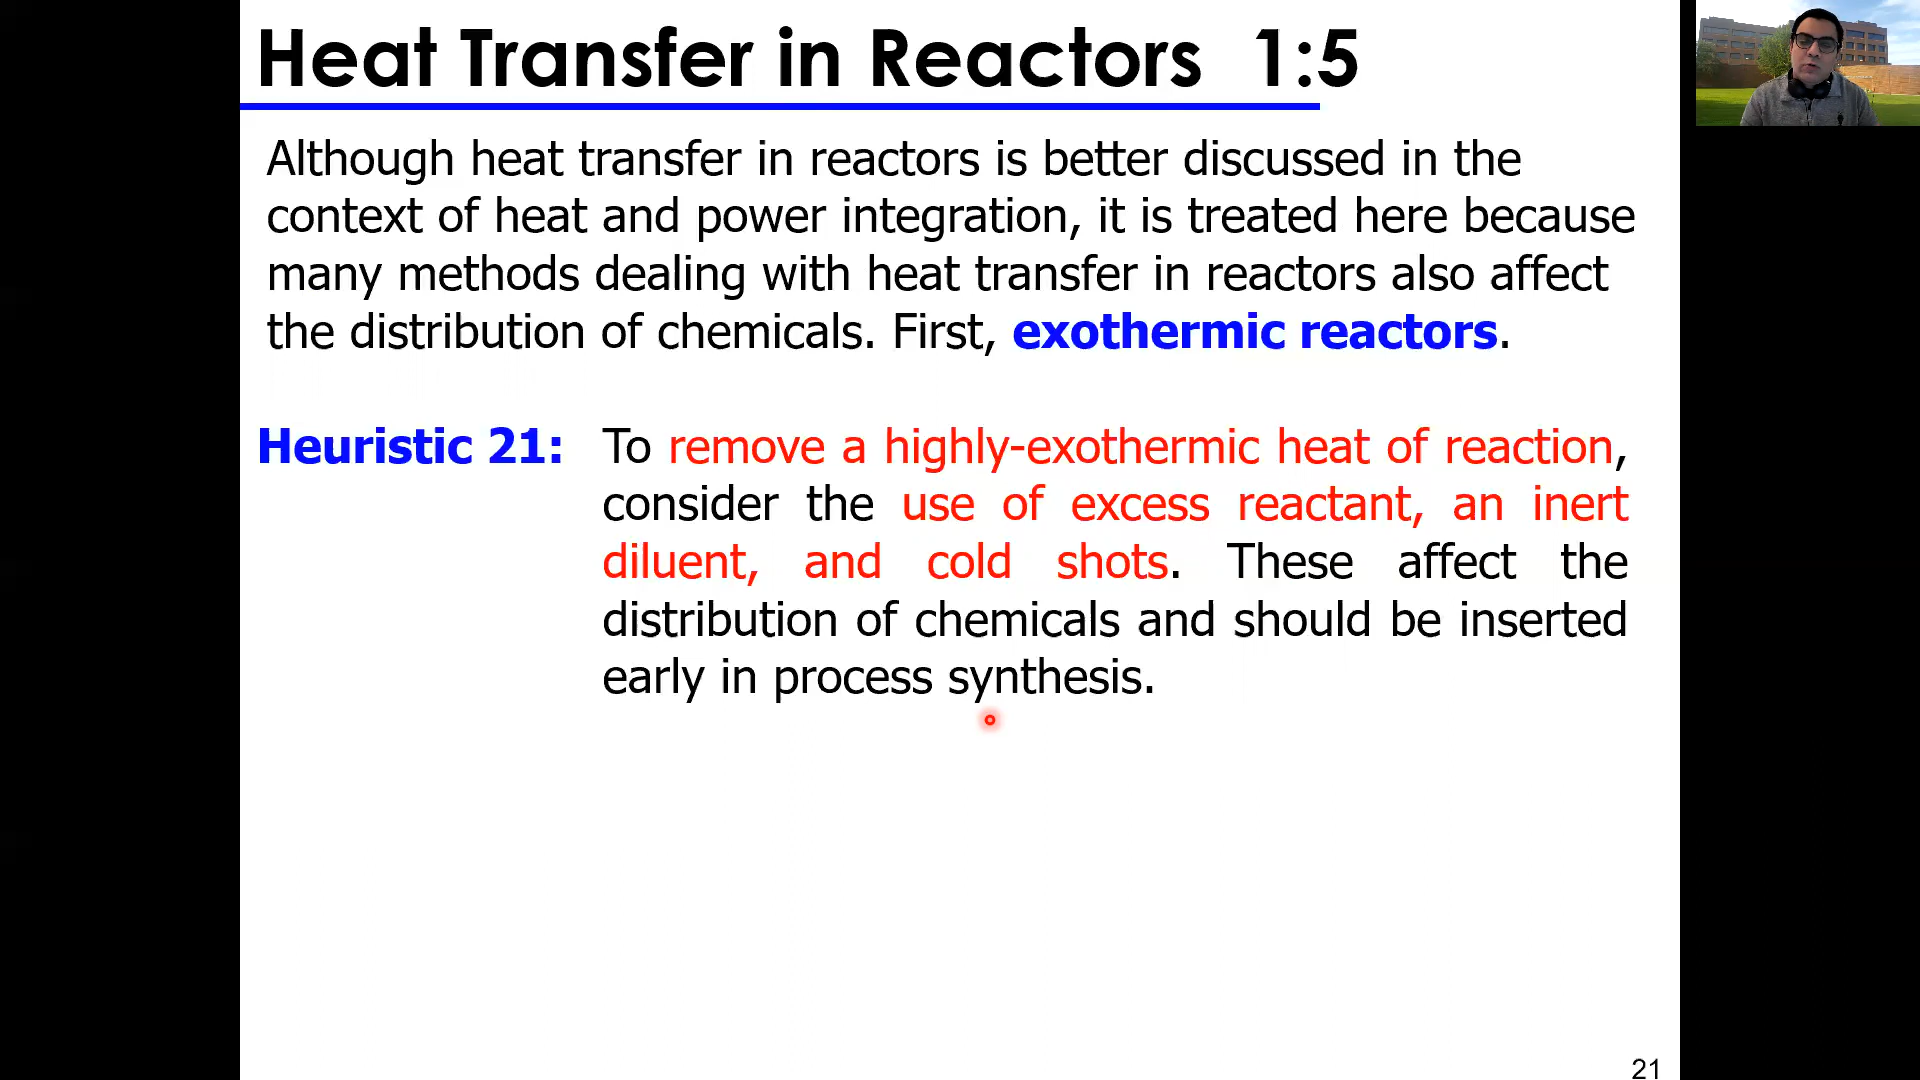 Heat Transfer in Reactors 1:5
Although heat transfer in reactors is better discussed in the
context of heat and power integration, it is treated here because
many methods dealing with heat transfer in reactors also affect
the distribution of chemicals. First, exothermic reactors.
Heuristic 21: To remove a highly-exothermic heat of reaction,
consider the use of excess reactant, an inert
diluent, and cold shots. These affect the
distribution of chemicals and should be inserted
early in process synthesis.
21